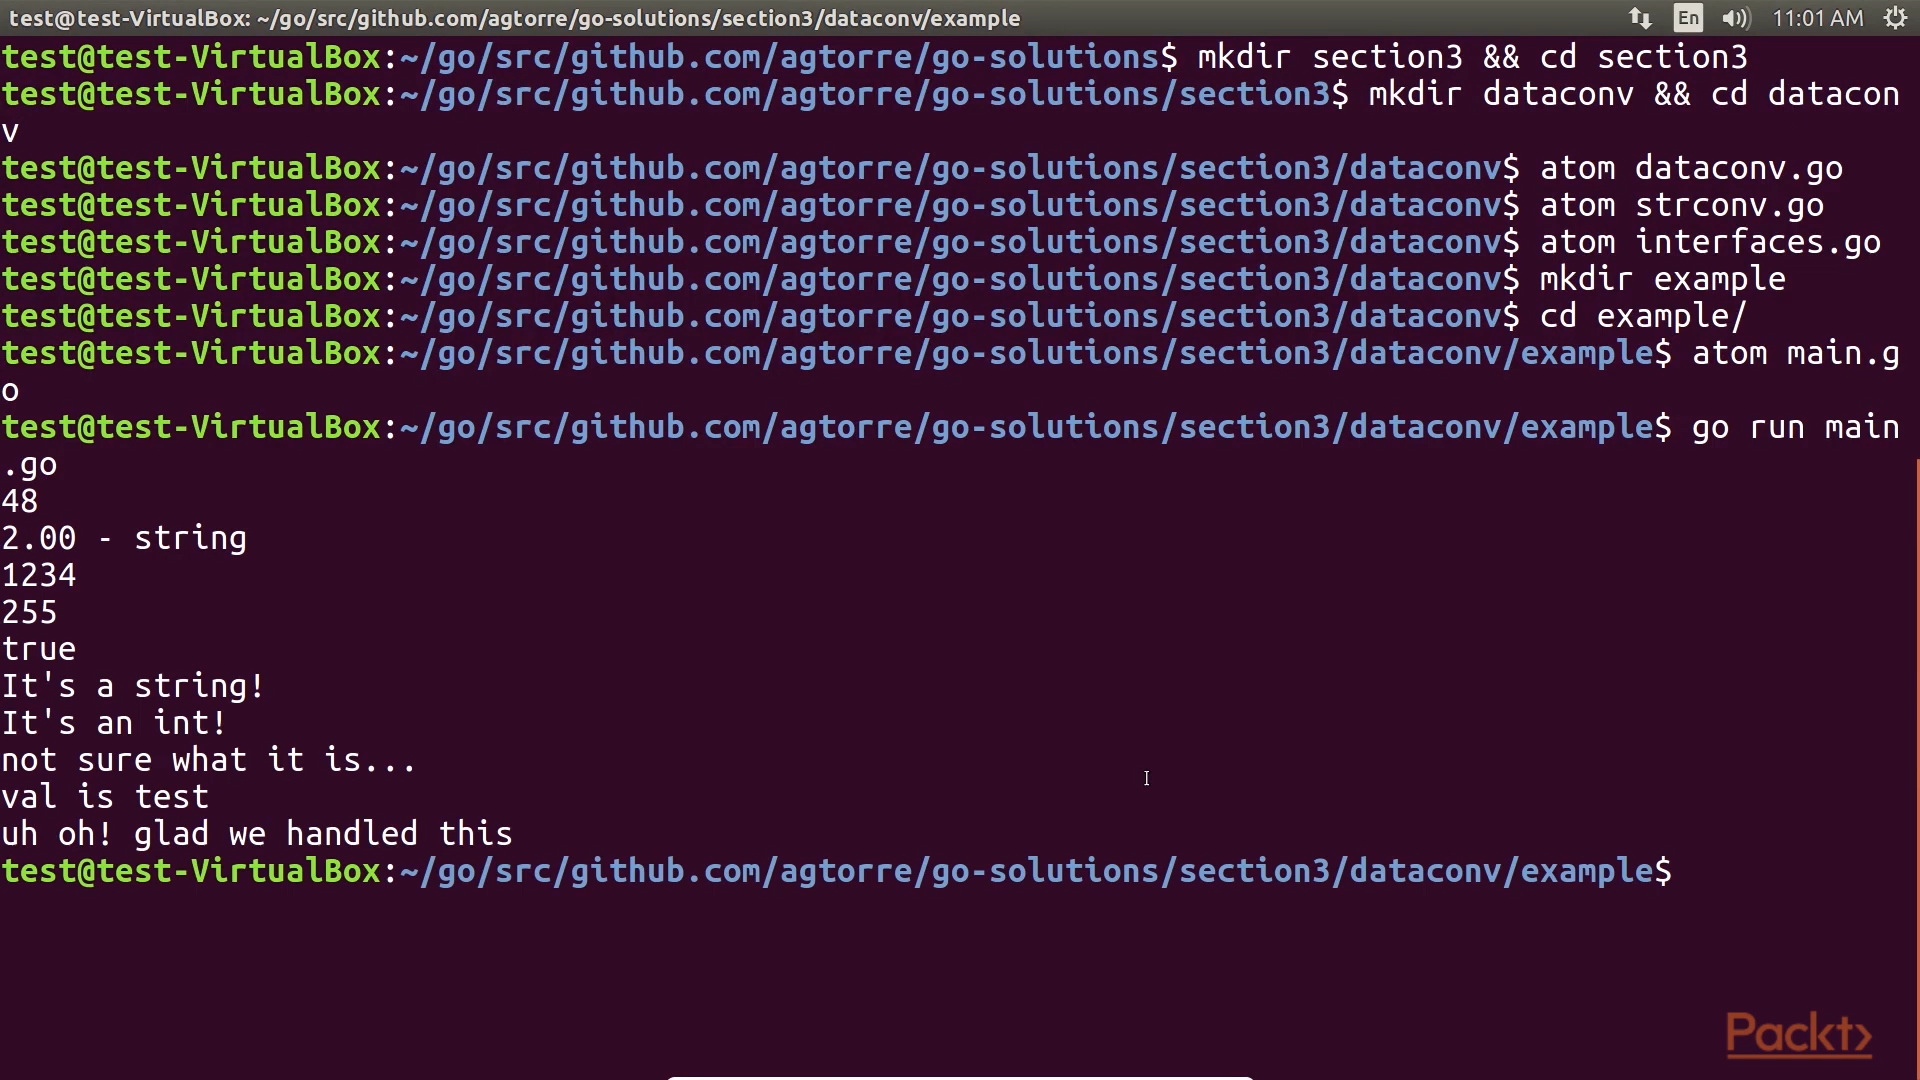 test@test-VirtualBox: ~/go/src/github.com/agtorre/go-solutions/section3/dataconv/example
En
11:01 AM
test@test-VirtualBox:~/go/src/github.com/agtorre/go-solutions$ mkdir section3 && cd section3
test@test-VirtualBox:~/go/src/github.com/agtorre/go-solutions/section3$ mkdir dataconv && cd datacon
v
test@test-VirtualBox:~/go/src/github.com/agtorre/go-solutions/section3/dataconv$ atom dataconv.go
test@test-VirtualBox:~/go/src/github.com/agtorre/go-solutions/section3/dataconv$ atom strconv.go
test@test-VirtualBox:~/go/src/github.com/agtorre/go-solutions/section3/dataconv$ atom interfaces.go
test@test-VirtualBox:~/go/src/github.com/agtorre/go-solutions/section3/dataconv$ mkdir example
test@test-VirtualBox:~/go/src/github.com/agtorre/go-solutions/section3/dataconv$ cd example/
test@test-VirtualBox:~/go/src/github.com/agtorre/go-solutions/section3/dataconv/example$ atom main.g
o
test@test-VirtualBox:~/go/src/github.com/agtorre/go-solutions/section3/dataconv/example$ go run main
.go
48
2.00 - string
1234
255
true
It's a string!
It's an int!
not sure what it is...
val is test
uh oh! glad we handled this
test@test-VirtualBox:~/go/src/github.com/agtorre/go-solutions/section3/dataconv/example$
Packt>